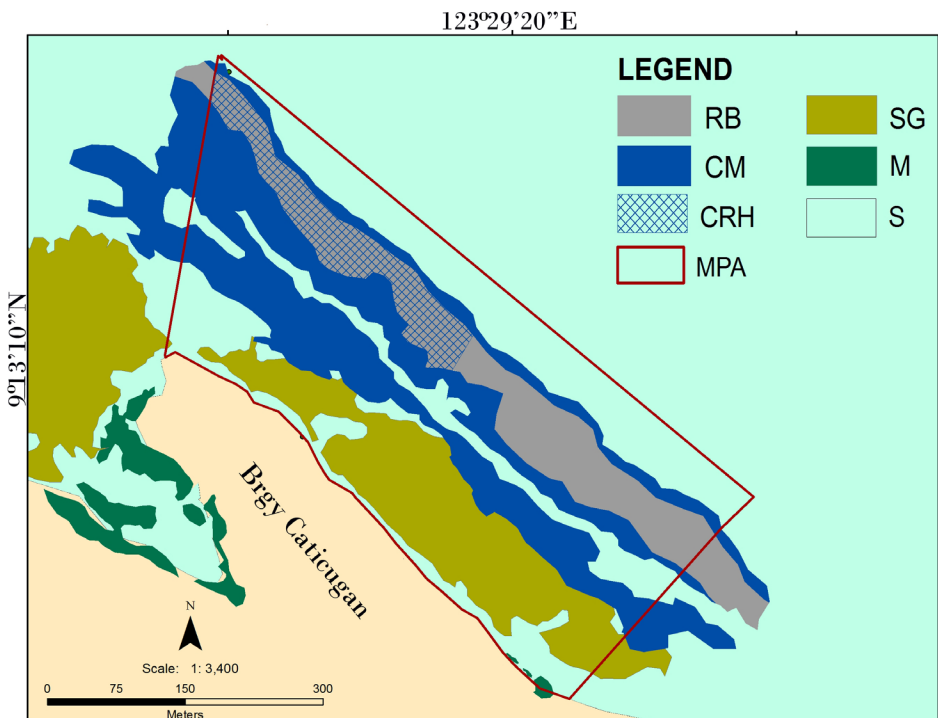 123º29'20”E
LEGEND
RB
SG
CM
M
CRH
S
MPA
9º13'10”N
Brgy Caticugan
N
Scale: 1: 3,400
0 75 150 300
Meters